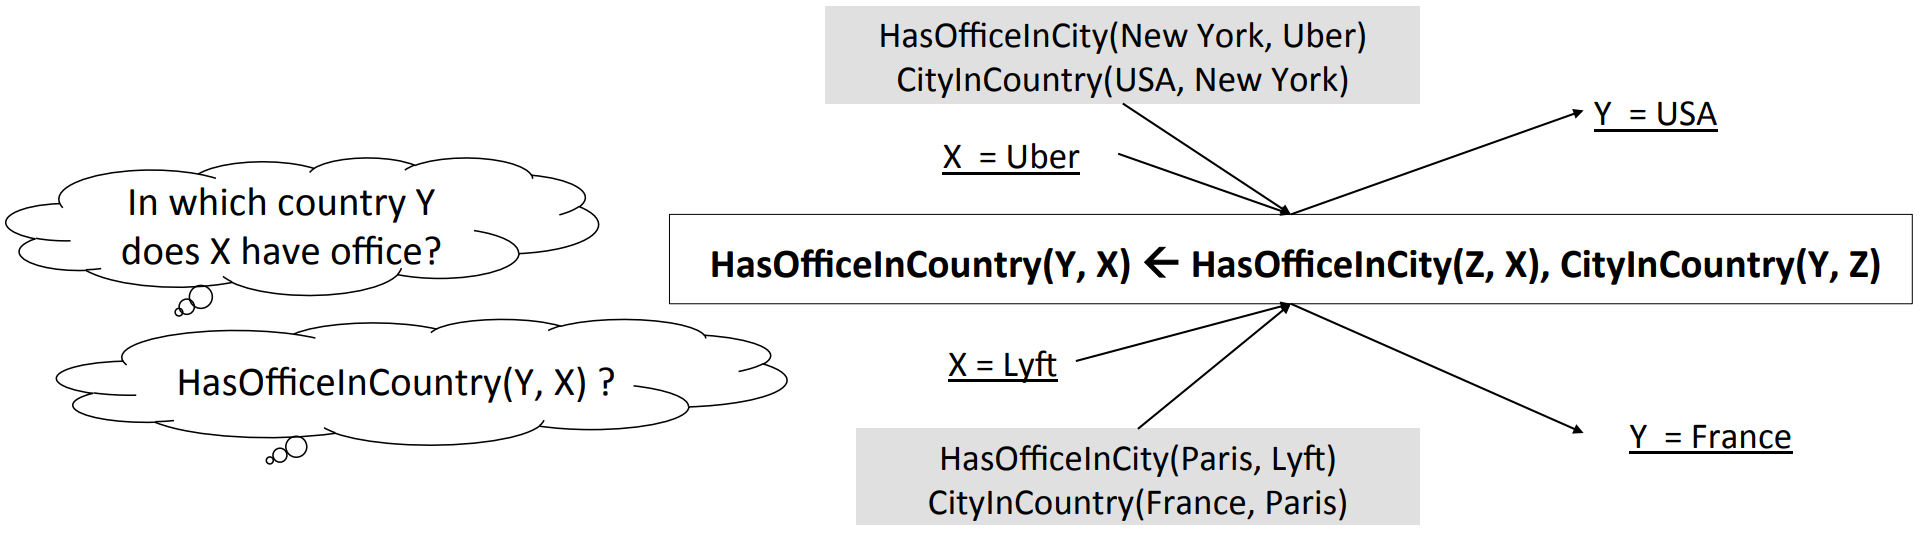 HasOfficeInCity(New York, Uber)
CityInCountry(USA, New York)
Y = USA
X = Uber
In which country Y
does X have office?
HasOfficeInCountry(Y, X) ← HasOfficeInCity(Z, X), CityInCountry(Y, Z)
HasOfficeInCountry(Y, X) ?
X = Lyft
Y = France
HasOfficeInCity(Paris, Lyft)
CityInCountry(France, Paris)